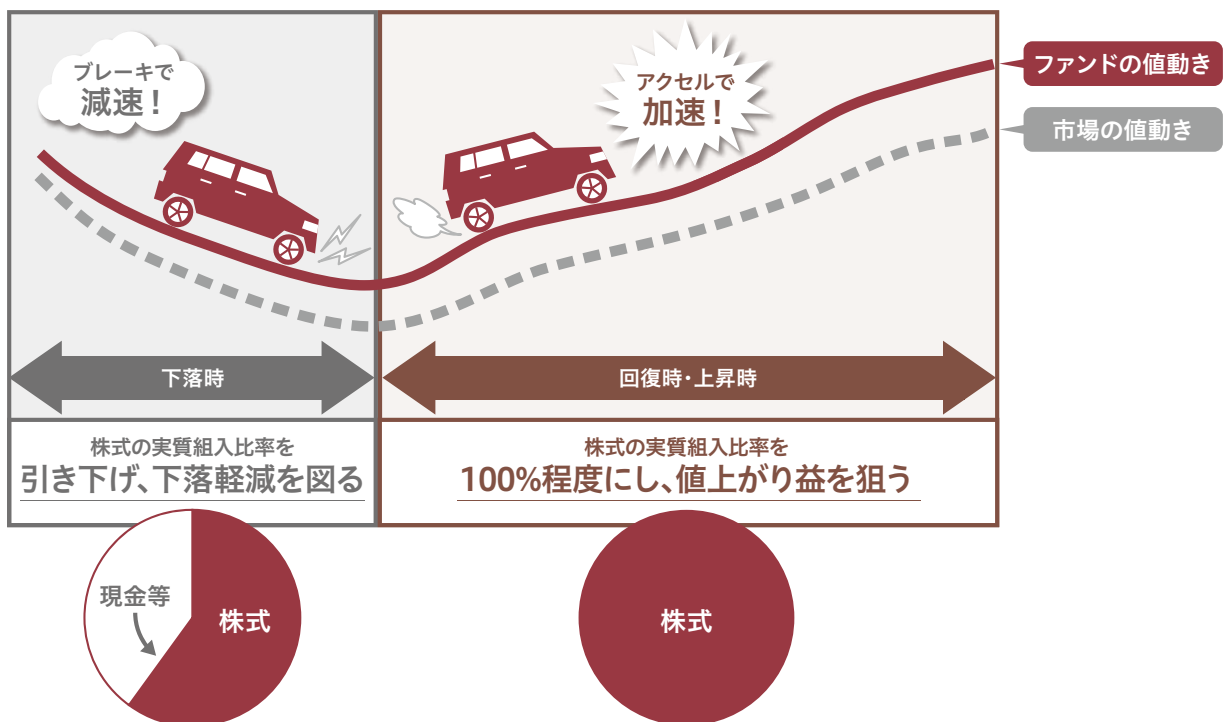 ブレーキで
減速！
アクセルで
加速！
ファンドの値動き
市場の値動き
下落時
回復時・上昇時
株式の実質組入比率を
引き下げ、下落軽減を図る
株式の実質組入比率を
100%程度にし、値上がり益を狙う
現金等
株式
株式